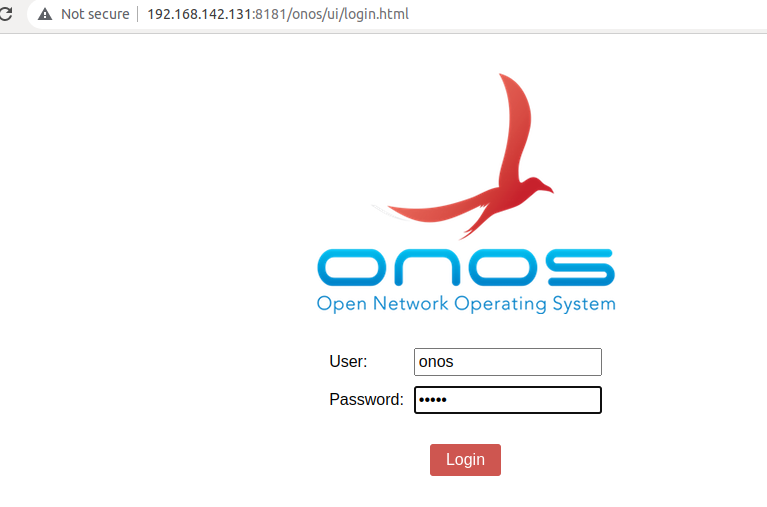 Not secure 192.168.142.131:8181/onos/ui/login.html
onos
Open Network Operating System
User: onos
Password: •••••
Login